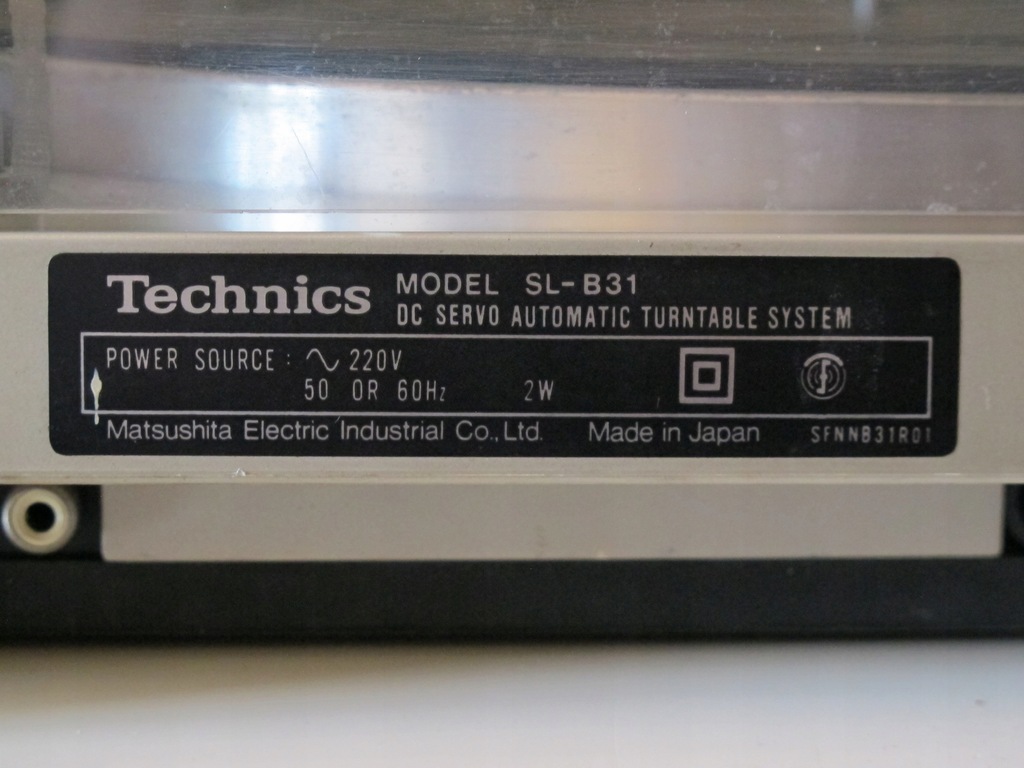 Technics MODEL SL-B31
DC SERVO AUTOMATIC TURNTABLE SYSTEM
POWER SOURCE: ∿ 220V
50 OR 60Hz 2W
Matsushita Electric Industrial Co., Ltd. Made in Japan SFNNB31R01